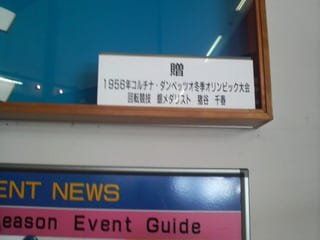 贈
1956年コルチナ・ダンペッツオ冬季オリンピック大会
回転競技 銀メダリスト 猪谷 千春
ENT NEWS
eason Event Guide